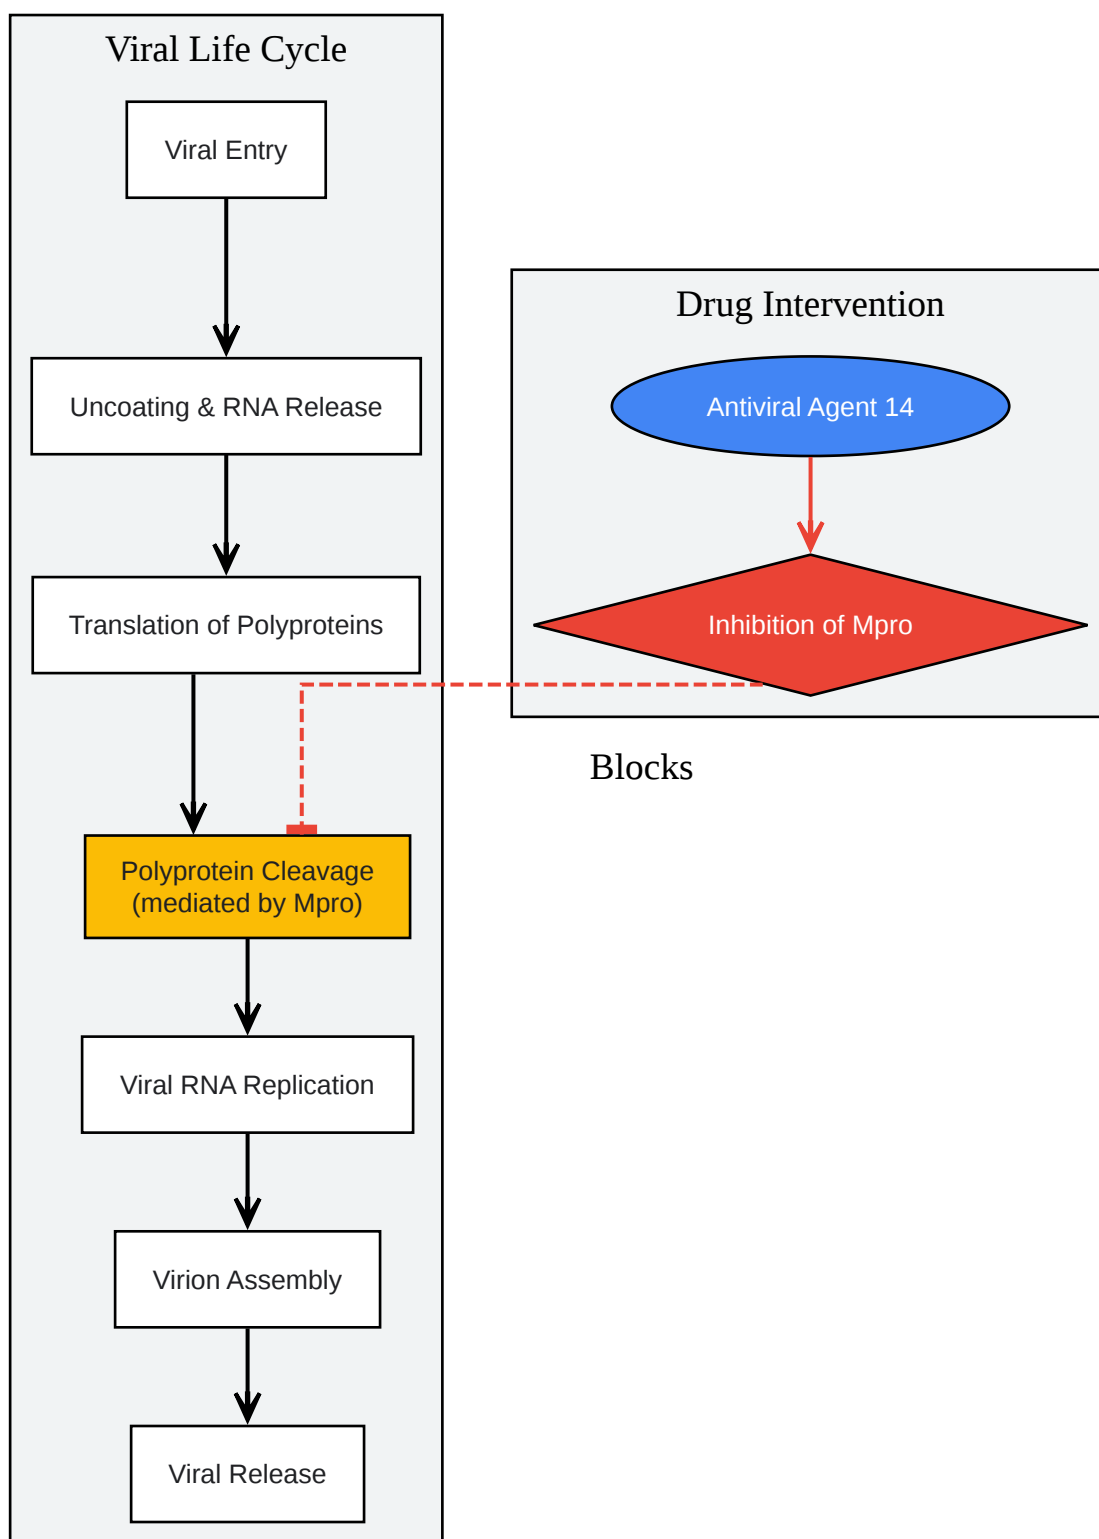 Viral Life Cycle
Viral Entry
Uncoating & RNA Release
Translation of Polyproteins
Polyprotein Cleavage
(mediated by Mpro)
Viral RNA Replication
Virion Assembly
Viral Release
Drug Intervention
Antiviral Agent 14
Inhibition of Mpro
Blocks